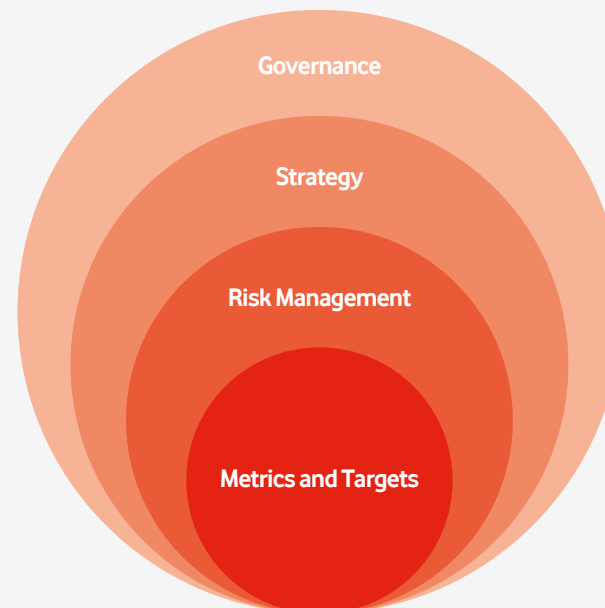 Governance
Strategy
Risk Management
Metrics and Targets